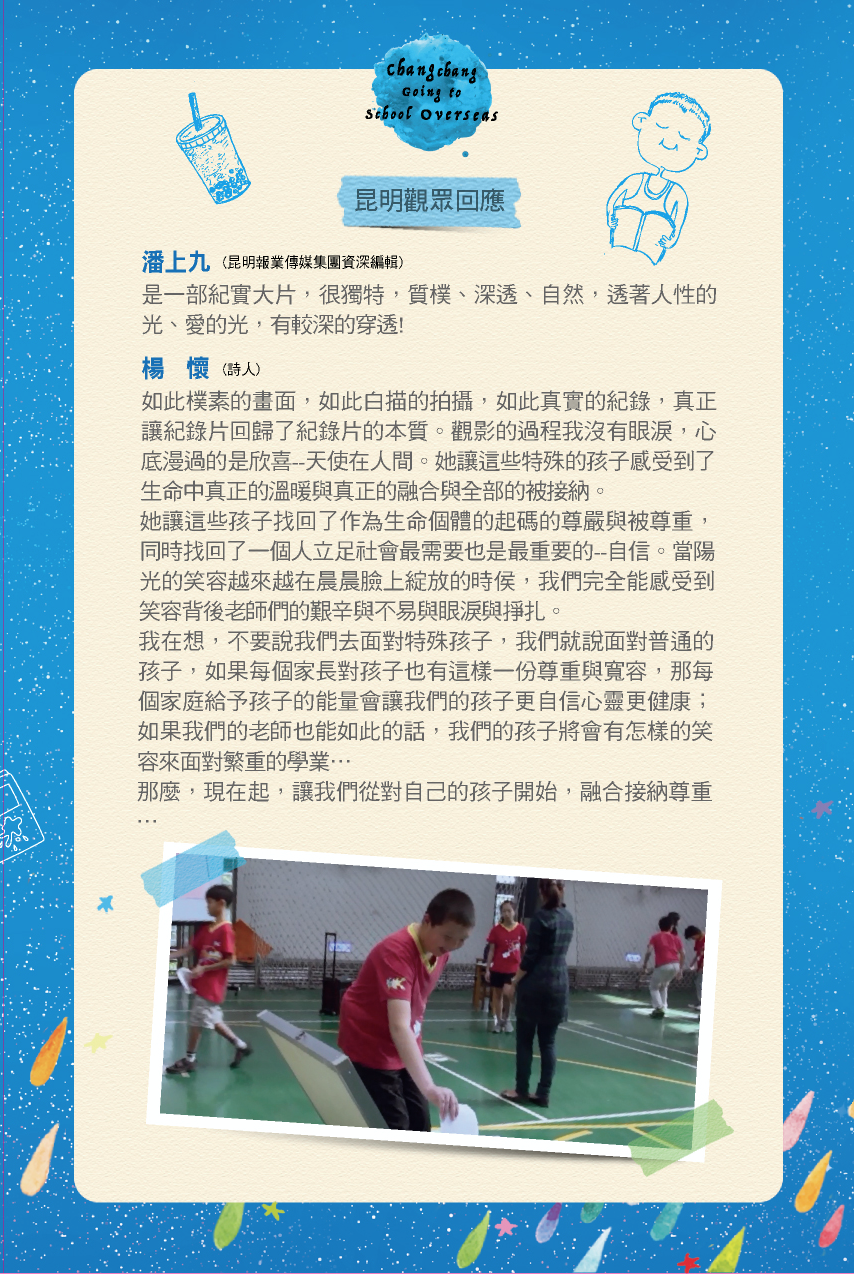 Changchang
Going to
School Overseas
昆明觀眾回應
潘上九 (昆明報業傳媒集團資深編輯)
是一部紀實大片，很獨特，質樸、深透、自然，透著人性的
光、愛的光，有較深的穿透!
楊　懷 (詩人)
如此樸素的畫面，如此白描的拍攝，如此真實的紀錄，真正
讓紀錄片回歸了紀錄片的本質。觀影的過程我沒有眼淚，心
底漫過的是欣喜--天使在人間。她讓這些特殊的孩子感受到了
生命中真正的溫暖與真正的融合與全部的被接納。
她讓這些孩子找回了作為生命個體的起碼的尊嚴與被尊重，
同時找回了一個人立足社會最需要也是最重要的--自信。當陽
光的笑容越來越在晨晨臉上綻放的時侯，我們完全能感受到
笑容背後老師們的艱辛與不易與眼淚與掙扎。
我在想，不要說我們去面對特殊孩子，我們就說面對普通的
孩子，如果每個家長對孩子也有這樣一份尊重與寬容，那每
個家庭給予孩子的能量會讓我們的孩子更自信心靈更健康；
如果我們的老師也能如此的話，我們的孩子將會有怎樣的笑
容來面對繁重的學業…
那麼，現在起，讓我們從對自己的孩子開始，融合接納尊重
…